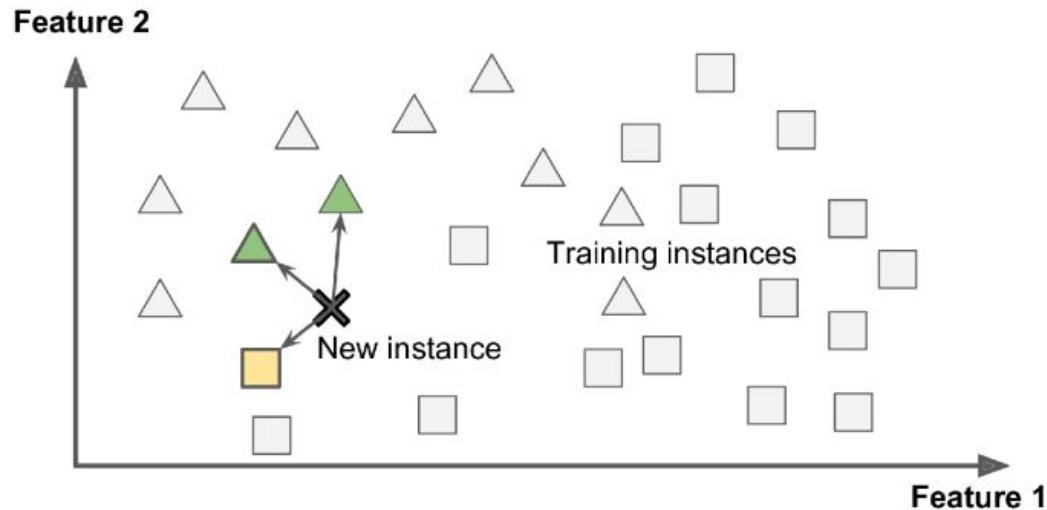 Feature 2
Training instances
New instance
Feature 1